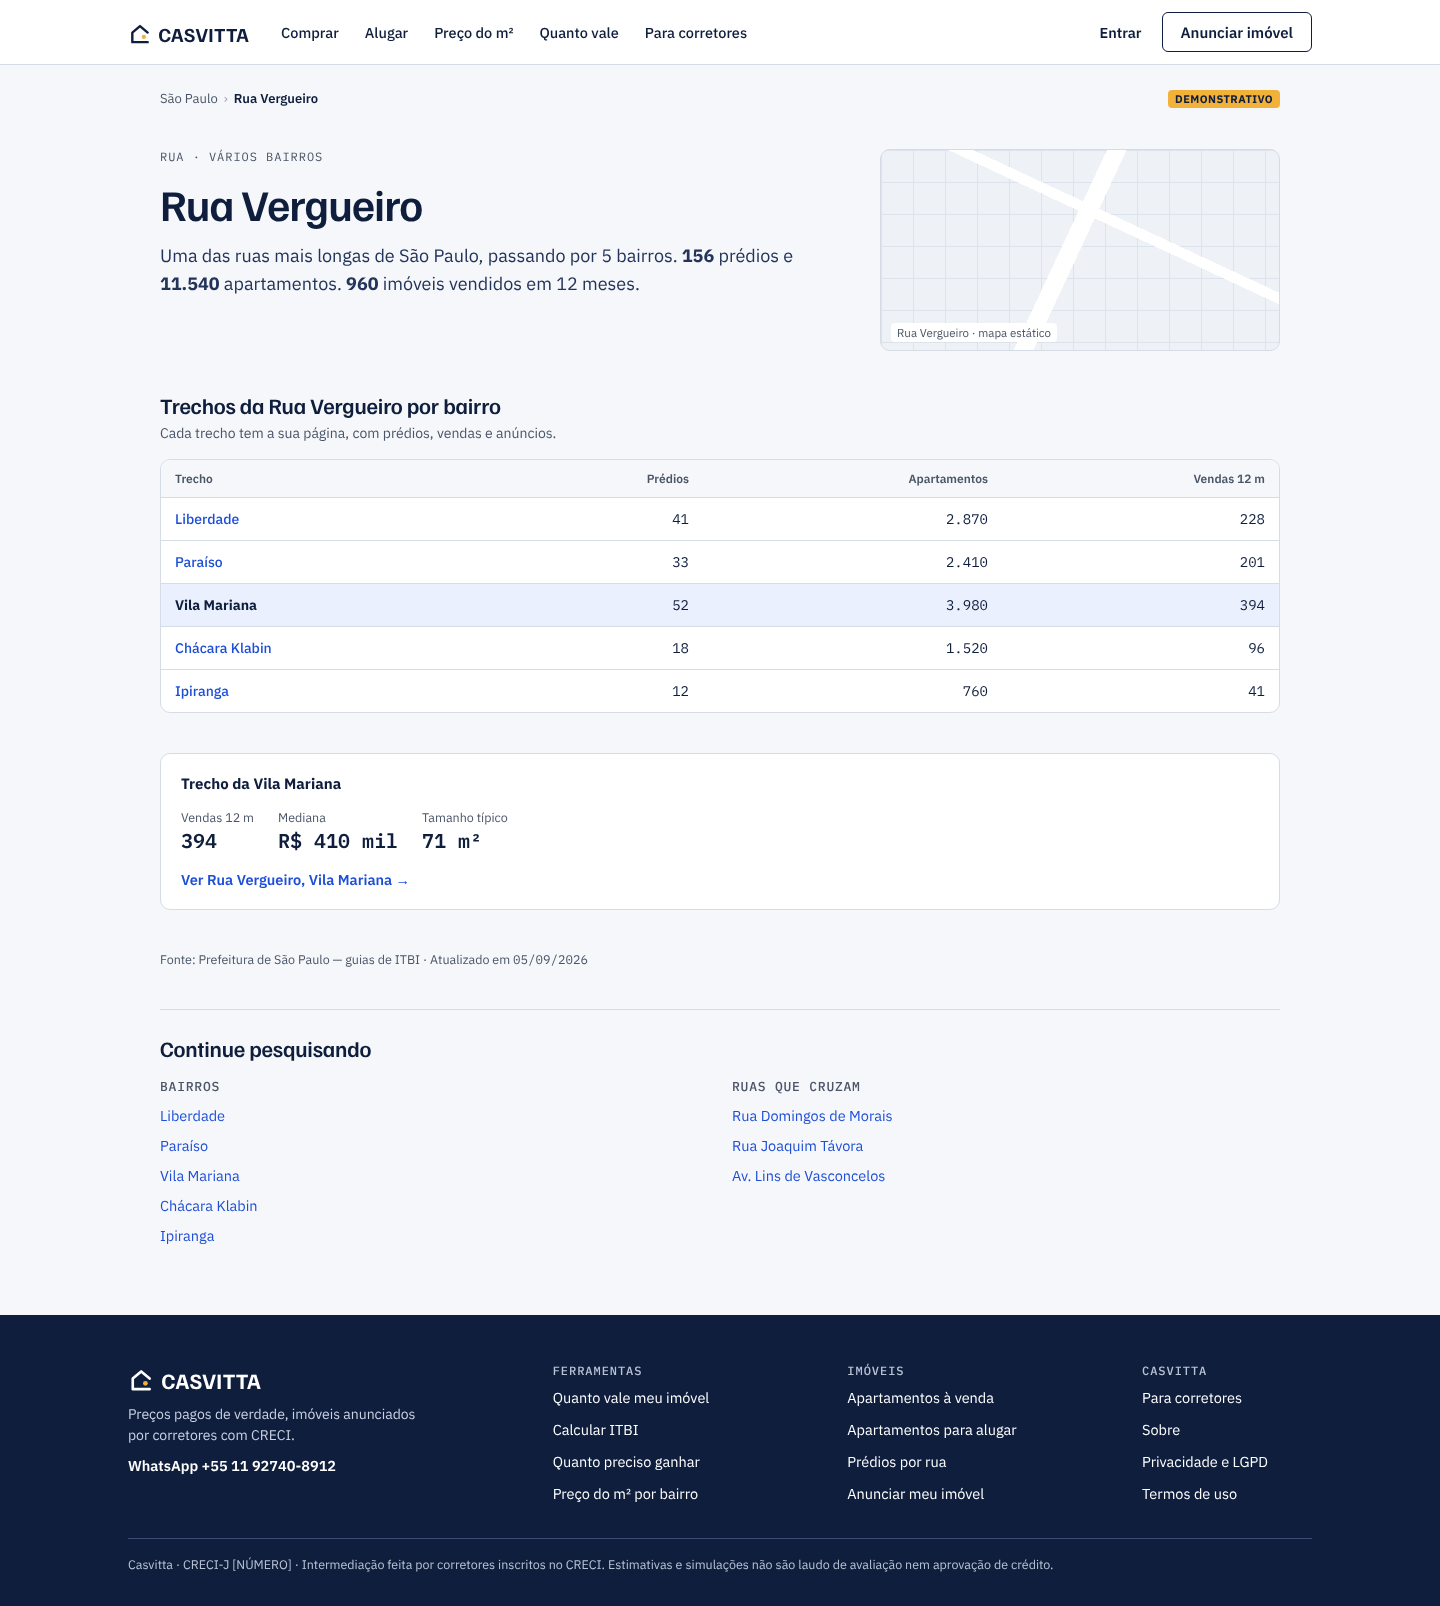 CASVITTA Comprar Alugar Preço do m² Quanto vale Para corretores Entrar Anunciar imóvel
São Paulo › Rua Vergueiro DEMONSTRATIVO
RUA · VÁRIOS BAIRROS
Rua Vergueiro
Uma das ruas mais longas de São Paulo, passando por 5 bairros. 156 prédios e
11.540 apartamentos. 960 imóveis vendidos em 12 meses.
Rua Vergueiro · mapa estático
Trechos da Rua Vergueiro por bairro
Cada trecho tem a sua página, com prédios, vendas e anúncios.
Trecho Prédios Apartamentos Vendas 12 m
Liberdade 41 2.870 228
Paraíso 33 2.410 201
Vila Mariana 52 3.980 394
Chácara Klabin 18 1.520 96
Ipiranga 12 760 41
Trecho da Vila Mariana
Vendas 12 m Mediana Tamanho típico
394 R$ 410 mil 71 m²
Ver Rua Vergueiro, Vila Mariana →
Fonte: Prefeitura de São Paulo — guias de ITBI · Atualizado em 05/09/2026
Continue pesquisando
BAIRROS
Liberdade
Paraíso
Vila Mariana
Chácara Klabin
Ipiranga
RUAS QUE CRUZAM
Rua Domingos de Morais
Rua Joaquim Távora
Av. Lins de Vasconcelos
CASVITTA
Preços pagos de verdade, imóveis anunciados
por corretores com CRECI.
WhatsApp +55 11 92740-8912
FERRAMENTAS
Quanto vale meu imóvel
Calcular ITBI
Quanto preciso ganhar
Preço do m² por bairro
IMÓVEIS
Apartamentos à venda
Apartamentos para alugar
Prédios por rua
Anunciar meu imóvel
CASVITTA
Para corretores
Sobre
Privacidade e LGPD
Termos de uso
Casvitta · CRECI-J [NÚMERO] · Intermediação feita por corretores inscritos no CRECI. Estimativas e simulações não são laudo de avaliação nem aprovação de crédito.